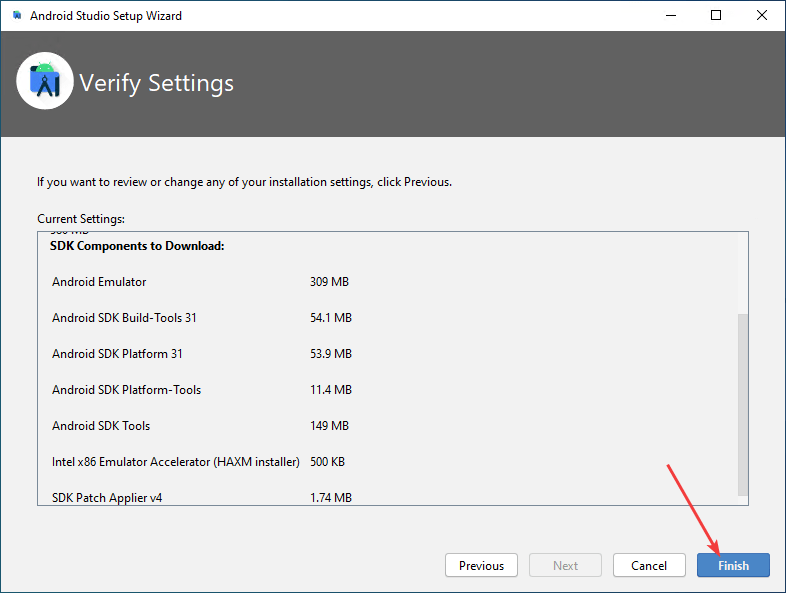 Android Studio Setup Wizard
Verify Settings
If you want to review or change any of your installation settings, click Previous.
Current Settings:
SDK Components to Download:
Android Emulator 309 MB
Android SDK Build-Tools 31 54.1 MB
Android SDK Platform 31 53.9 MB
Android SDK Platform-Tools 11.4 MB
Android SDK Tools 149 MB
Intel x86 Emulator Accelerator (HAXM installer) 500 KB
SDK Patch Applier v4 1.74 MB
Previous Next Cancel Finish